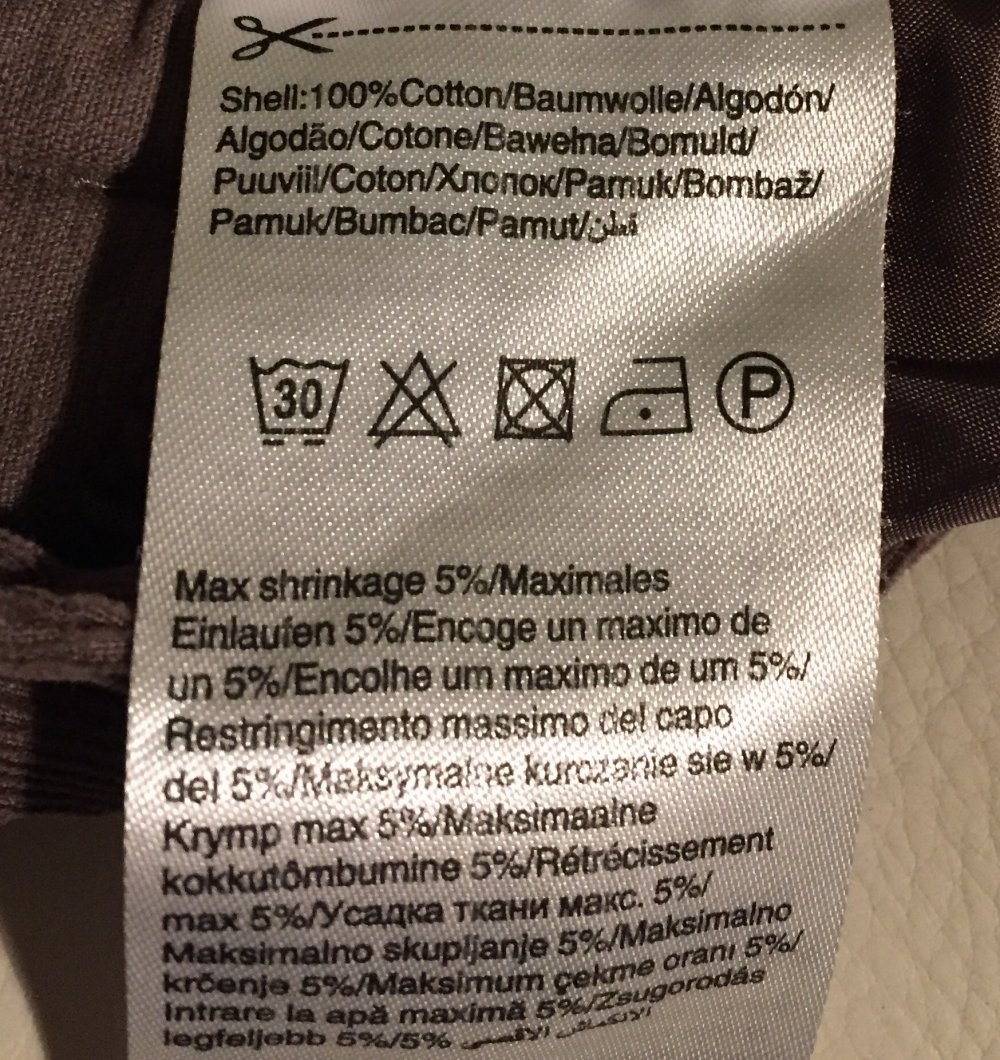 Shell:100%Cotton/Baumwolle/Algodón/
Algodão/Cotone/Bawełna/Bomuld/
Puuviil/Coton/Хлопок/Pamuk/Bombaž/
Pamuk/Bumbac/Pamut/قطن
30
P
Max shrinkage 5%/Maximales
Einlaufen 5%/Encoge un maximo de
un 5%/Encolhe um maximo de um 5%/
Restringimento massimo del capo
del 5%/Maksymalne kurczanie sie w 5%/
Krymp max 5%/Maksimaalne
kokkutômbumine 5%/Rétrécissement
max 5%/Усадка ткани макс. 5%/
Maksimalno skupljanje 5%/Maksimalno
krčenje 5%/Maksimum çekme oranı 5%/
Intrare la apă maximă 5%/Zsugorodás
legfeljebb 5%/5% الانكماش الاقصى